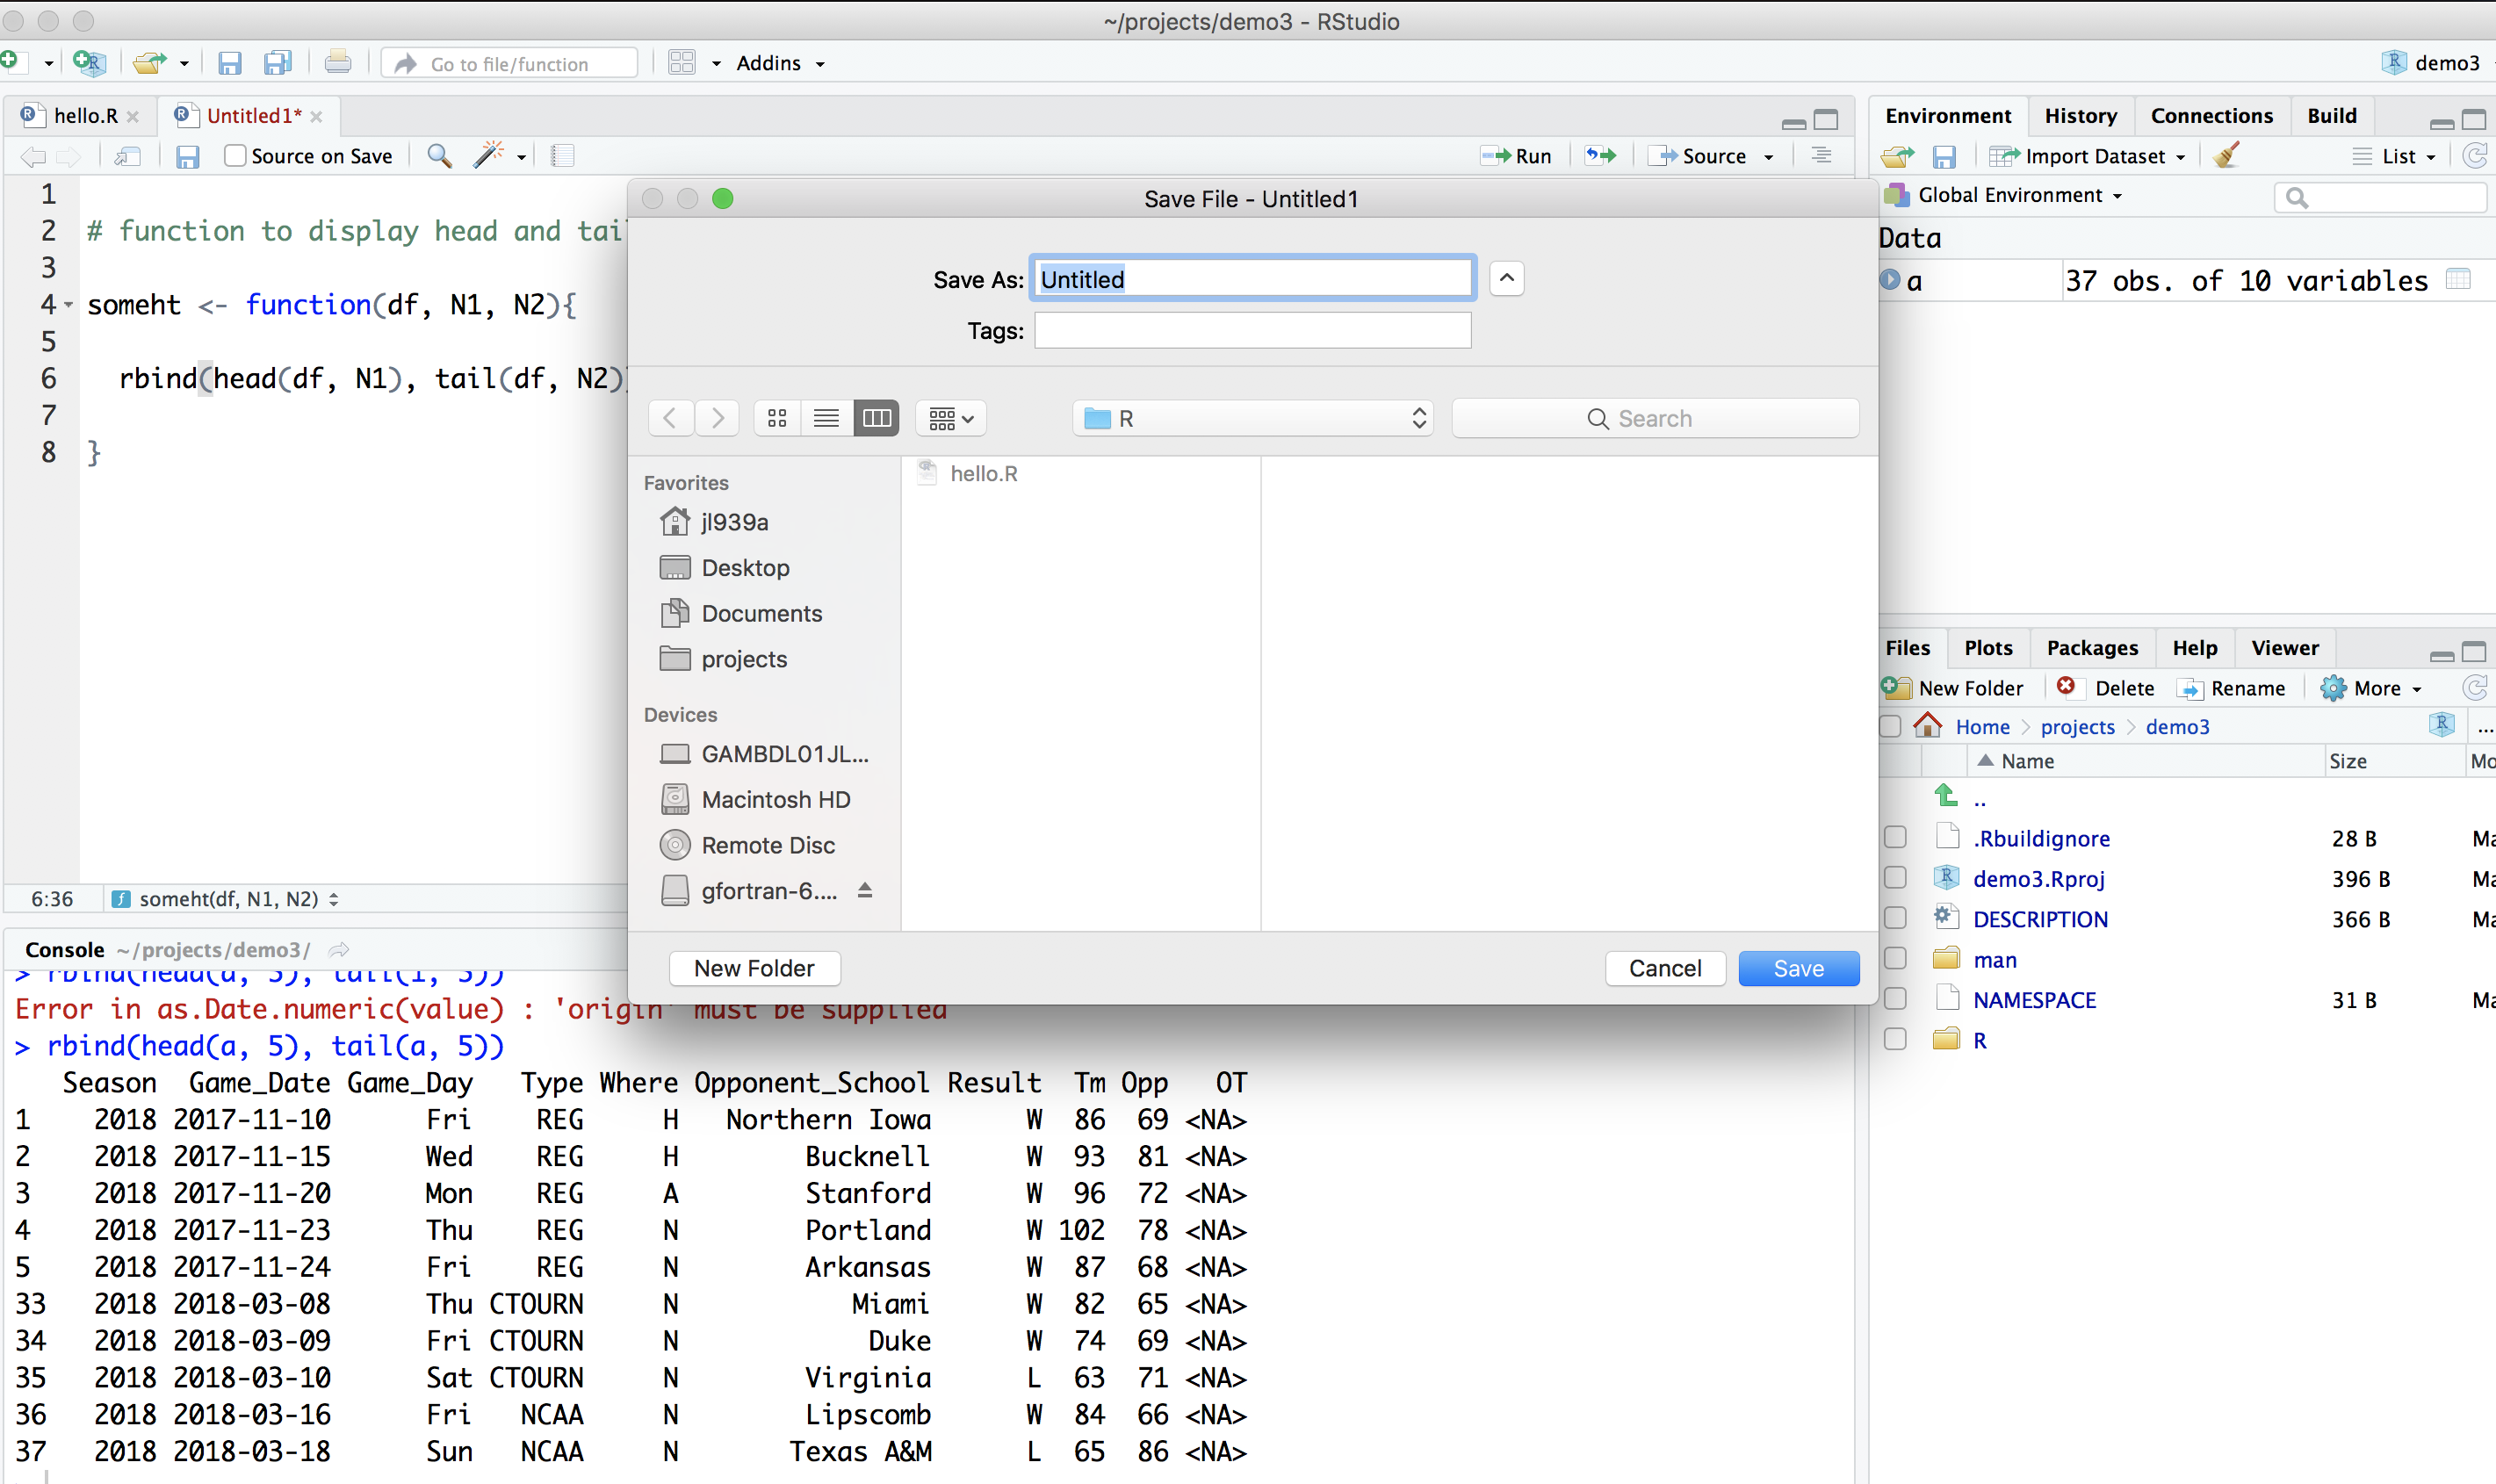 ~/projects/demo3 - RStudio
Go to file/function
Addins
demo3
hello.R
Untitled1*
Source on Save
Run
Source
1
2 # function to display head and tail
3
4 someht <- function(df, N1, N2){
5
6 rbind(head(df, N1), tail(df, N2)
7
8 }
6:36 someht(df, N1, N2)
Save File - Untitled1
Save As: Untitled
Tags:
R
Search
Favorites
jl939a
Desktop
Documents
projects
Devices
GAMBDL01JL...
Macintosh HD
Remote Disc
gfortran-6....
hello.R
New Folder
Cancel
Save
Console ~/projects/demo3/
Error in as.Date.numeric(value) : 'origin' must be supplied
> rbind(head(a, 5), tail(a, 5))
Season Game_Date Game_Day Type Where Opponent_School Result Tm Opp OT
1 2018 2017-11-10 Fri REG H Northern Iowa W 86 69 <NA>
2 2018 2017-11-15 Wed REG H Bucknell W 93 81 <NA>
3 2018 2017-11-20 Mon REG A Stanford W 96 72 <NA>
4 2018 2017-11-23 Thu REG N Portland W 102 78 <NA>
5 2018 2017-11-24 Fri REG N Arkansas W 87 68 <NA>
33 2018 2018-03-08 Thu CTOURN N Miami W 82 65 <NA>
34 2018 2018-03-09 Fri CTOURN N Duke W 74 69 <NA>
35 2018 2018-03-10 Sat CTOURN N Virginia L 63 71 <NA>
36 2018 2018-03-16 Fri NCAA N Lipscomb W 84 66 <NA>
37 2018 2018-03-18 Sun NCAA N Texas A&M L 65 86 <NA>
Environment History Connections Build
Import Dataset
List
Global Environment
Data
a 37 obs. of 10 variables
Files Plots Packages Help Viewer
New Folder Delete Rename More
Home projects demo3 ...
Name Size Mo
..
.Rbuildignore 28 B Ma
demo3.Rproj 396 B Ma
DESCRIPTION 366 B Ma
man
NAMESPACE 31 B Ma
R